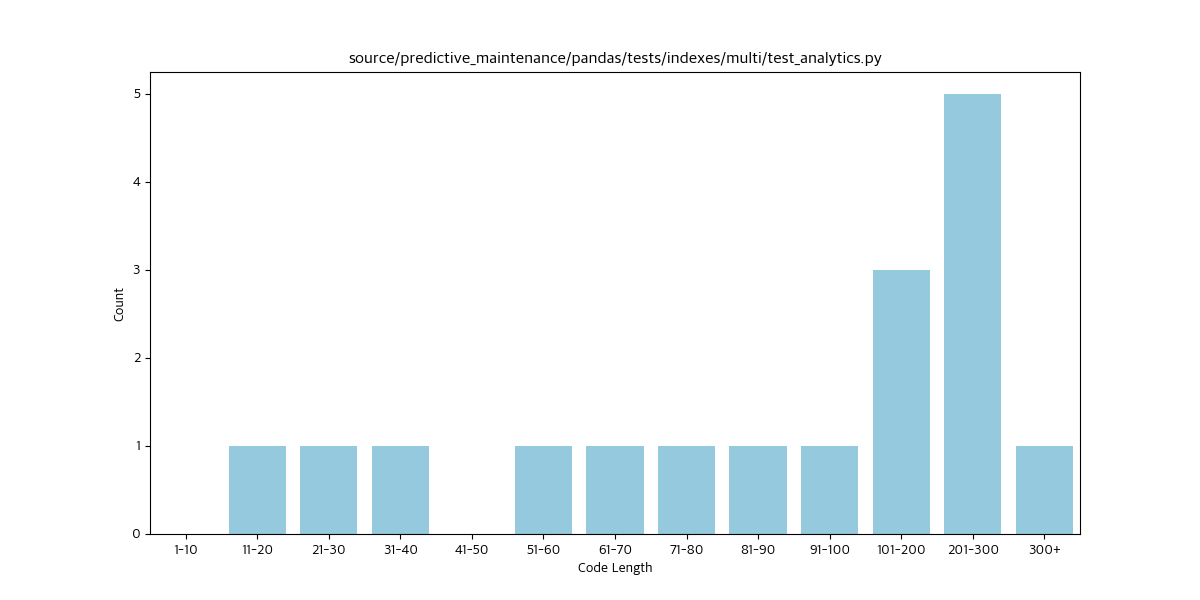 source/predictive_maintenance/pandas/tests/indexes/multi/test_analytics.py
5
4
3
2
1
0
Count
1-10 11-20 21-30 31-40 41-50 51-60 61-70 71-80 81-90 91-100 101-200 201-300 300+
Code Length